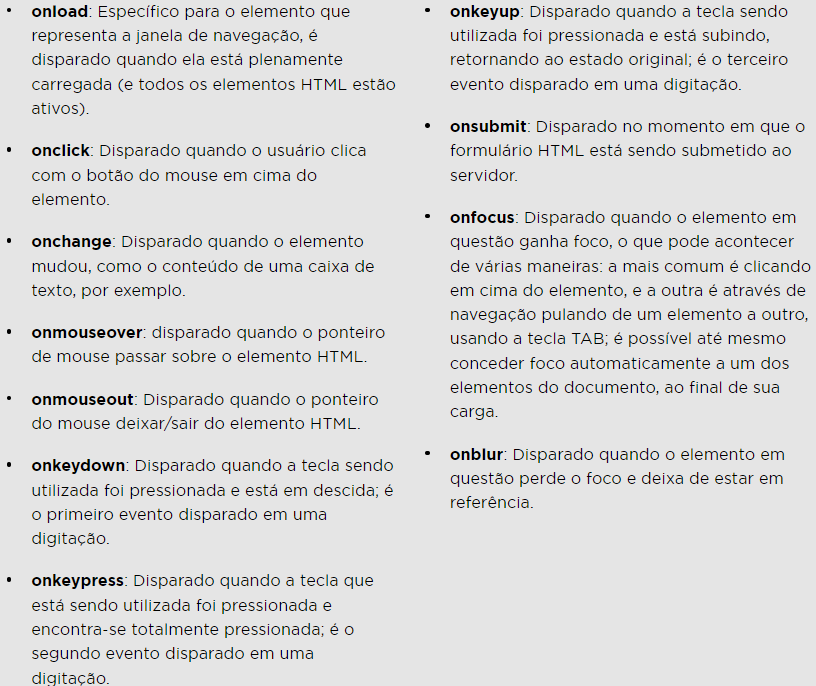 • onload: Específico para o elemento que
representa a janela de navegação, é
disparado quando ela está plenamente
carregada (e todos os elementos HTML estão
ativos).
• onclick: Disparado quando o usuário clica
com o botão do mouse em cima do
elemento.
• onchange: Disparado quando o elemento
mudou, como o conteúdo de uma caixa de
texto, por exemplo.
• onmouseover: disparado quando o ponteiro
de mouse passar sobre o elemento HTML.
• onmouseout: Disparado quando o ponteiro
do mouse deixar/sair do elemento HTML.
• onkeydown: Disparado quando a tecla sendo
utilizada foi pressionada e está em descida; é
o primeiro evento disparado em uma
digitação.
• onkeypress: Disparado quando a tecla que
está sendo utilizada foi pressionada e
encontra-se totalmente pressionada; é o
segundo evento disparado em uma
digitação.
• onkeyup: Disparado quando a tecla sendo
utilizada foi pressionada e está subindo,
retornando ao estado original; é o terceiro
evento disparado em uma digitação.
• onsubmit: Disparado no momento em que o
formulário HTML está sendo submetido ao
servidor.
• onfocus: Disparado quando o elemento em
questão ganha foco, o que pode acontecer
de várias maneiras: a mais comum é clicando
em cima do elemento, e a outra é através de
navegação pulando de um elemento a outro,
usando a tecla TAB; é possível até mesmo
conceder foco automaticamente a um dos
elementos do documento, ao final de sua
carga.
• onblur: Disparado quando o elemento em
questão perde o foco e deixa de estar em
referência.